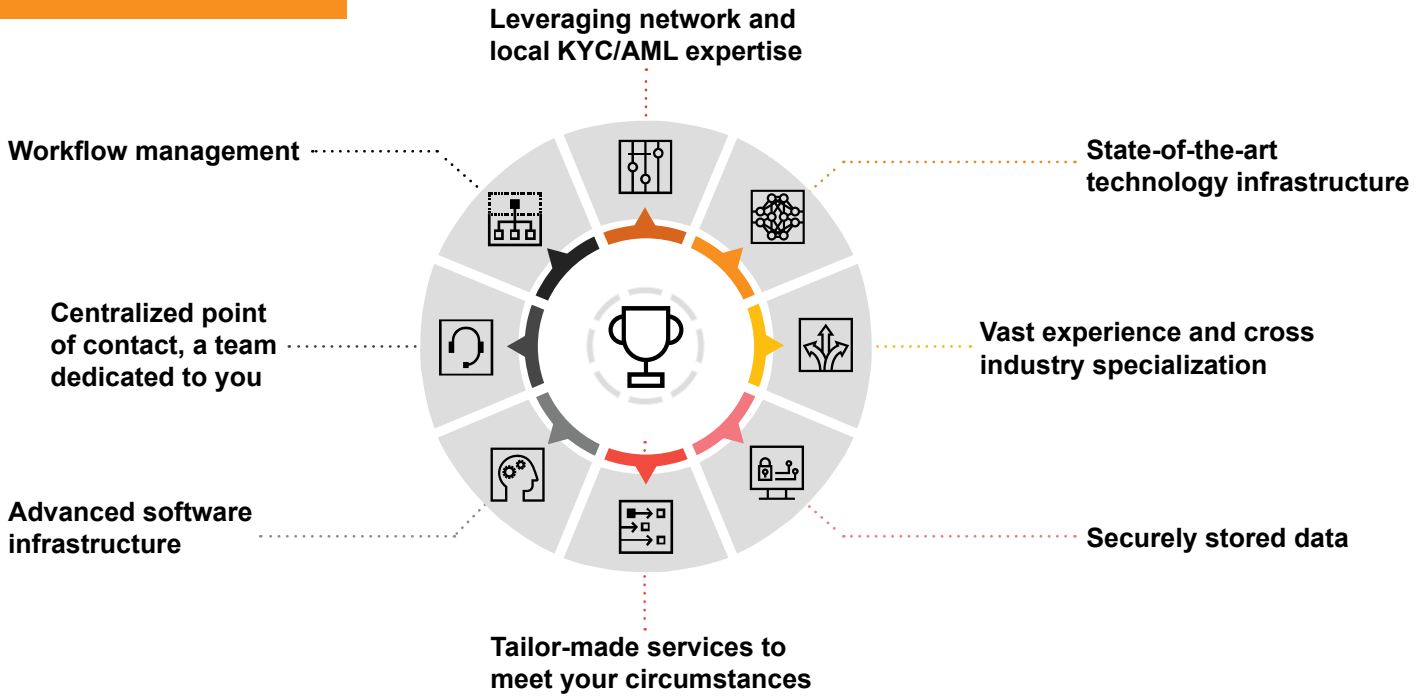 Leveraging network and
local KYC/AML expertise
Workflow management
State-of-the-art
technology infrastructure
Centralized point
of contact, a team
dedicated to you
Vast experience and cross
industry specialization
Advanced software
infrastructure
Securely stored data
Tailor-made services to
meet your circumstances